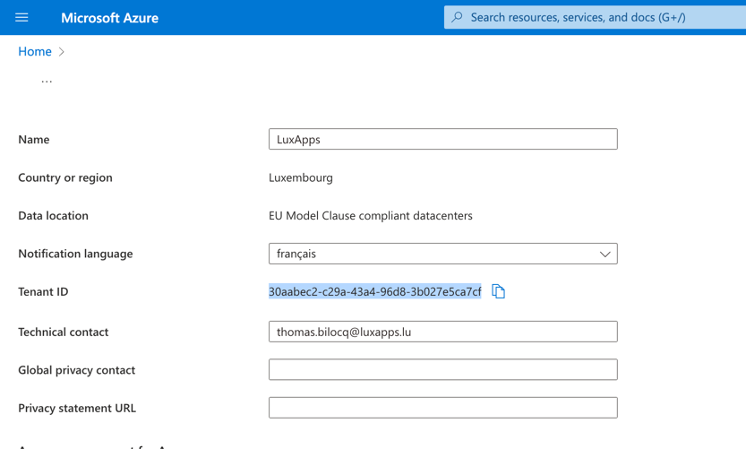 Microsoft Azure
Search resources, services, and docs (G+/)
Home
...
Name
LuxApps
Country or region
Luxembourg
Data location
EU Model Clause compliant datacenters
Notification language
français
Tenant ID
30aabec2-c29a-43a4-96d8-3b027e5ca7cf
Technical contact
thomas.bilocq@luxapps.lu
Global privacy contact
Privacy statement URL